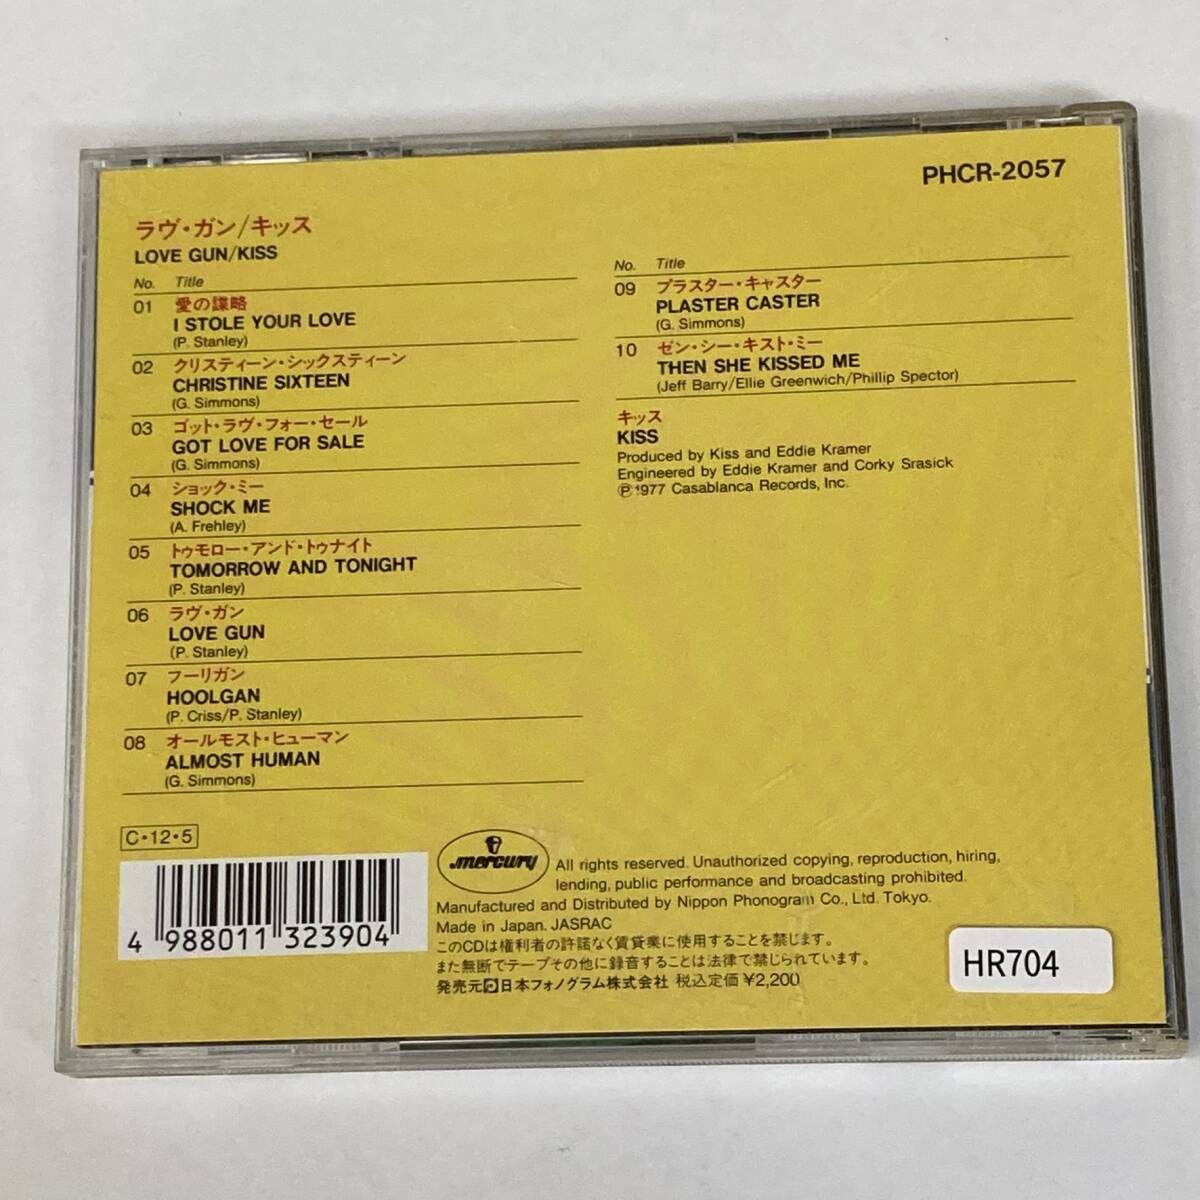 PHCR-2057
ラヴ・ガン/キッス
LOVE GUN/KISS
No. Title
01 愛の謀略
I STOLE YOUR LOVE
(P. Stanley)
02 クリスティーン・シックスティーン
CHRISTINE SIXTEEN
(G. Simmons)
03 ゴット・ラヴ・フォー・セール
GOT LOVE FOR SALE
(G. Simmons)
04 ショック・ミー
SHOCK ME
(A. Frehley)
05 トゥモロー・アンド・トゥナイト
TOMORROW AND TONIGHT
(P. Stanley)
06 ラヴ・ガン
LOVE GUN
(P. Stanley)
07 フーリガン
HOOLGAN
(P. Criss/P. Stanley)
08 オールモスト・ヒューマン
ALMOST HUMAN
(G. Simmons)
No. Title
09 プラスター・キャスター
PLASTER CASTER
(G. Simmons)
10 ゼン・シー・キスト・ミー
THEN SHE KISSED ME
(Jeff Barry/Ellie Greenwich/Phillip Spector)
キッス
KISS
Produced by Kiss and Eddie Kramer
Engineered by Eddie Kramer and Corky Srasick
℗1977 Casablanca Records, Inc.
C・12・5
4 988011 323904
mercury
All rights reserved. Unauthorized copying, reproduction, hiring,
lending, public performance and broadcasting prohibited.
Manufactured and Distributed by Nippon Phonogram Co., Ltd. Tokyo.
Made in Japan. JASRAC
このCDは権利者の許諾なく賃貸業に使用することを禁じます。
また無断でテープその他に録音することは法律で禁じられています。
発売元 日本フォノグラム株式会社 税込定価¥2,200
HR704